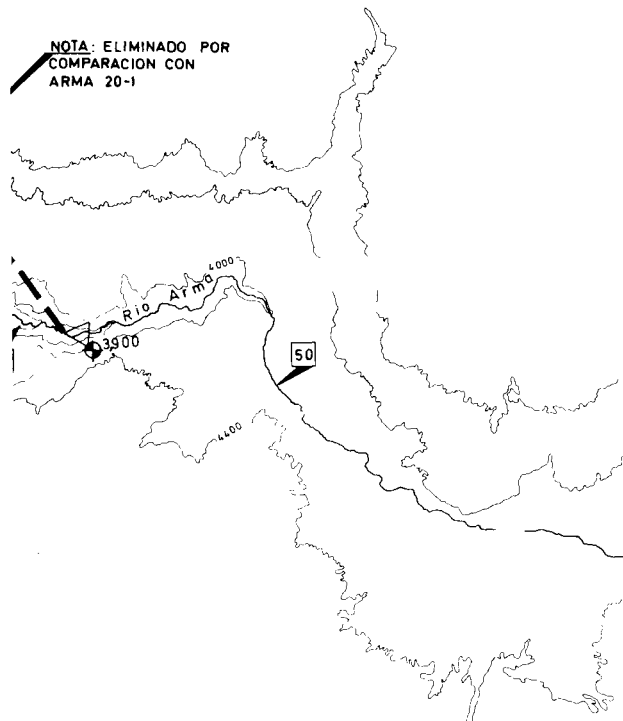 NOTA: ELIMINADO POR
COMPARACION CON
ARMA 20-1
4000
Rio Arma
3900
50
4400